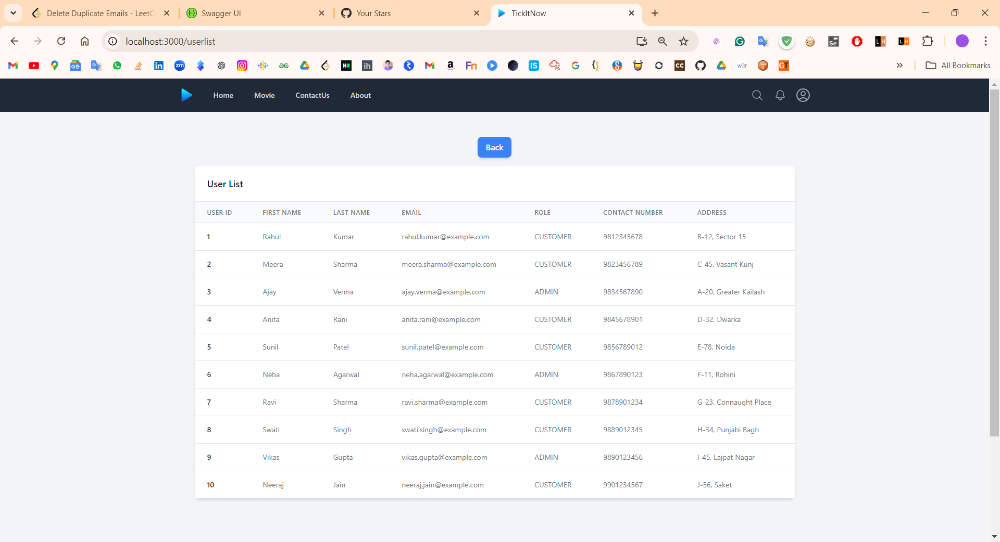 Delete Duplicate Emails - LeetC
Swagger UI
Your Stars
TickItNow
localhost:3000/userlist
All Bookmarks
Home Movie ContactUs About
Back
User List
USER ID FIRST NAME LAST NAME EMAIL ROLE CONTACT NUMBER ADDRESS
1 Rahul Kumar rahul.kumar@example.com CUSTOMER 9812345678 B-12, Sector 15
2 Meera Sharma meera.sharma@example.com CUSTOMER 9823456789 C-45, Vasant Kunj
3 Ajay Verma ajay.verma@example.com ADMIN 9834567890 A-20, Greater Kailash
4 Anita Rani anita.rani@example.com CUSTOMER 9845678901 D-32, Dwarka
5 Sunil Patel sunil.patel@example.com CUSTOMER 9856789012 E-78, Noida
6 Neha Agarwal neha.agarwal@example.com ADMIN 9867890123 F-11, Rohini
7 Ravi Sharma ravi.sharma@example.com CUSTOMER 9878901234 G-23, Connaught Place
8 Swati Singh swati.singh@example.com CUSTOMER 9889012345 H-34, Punjabi Bagh
9 Vikas Gupta vikas.gupta@example.com ADMIN 9890123456 I-45, Lajpat Nagar
10 Neeraj Jain neeraj.jain@example.com CUSTOMER 9901234567 J-56, Saket